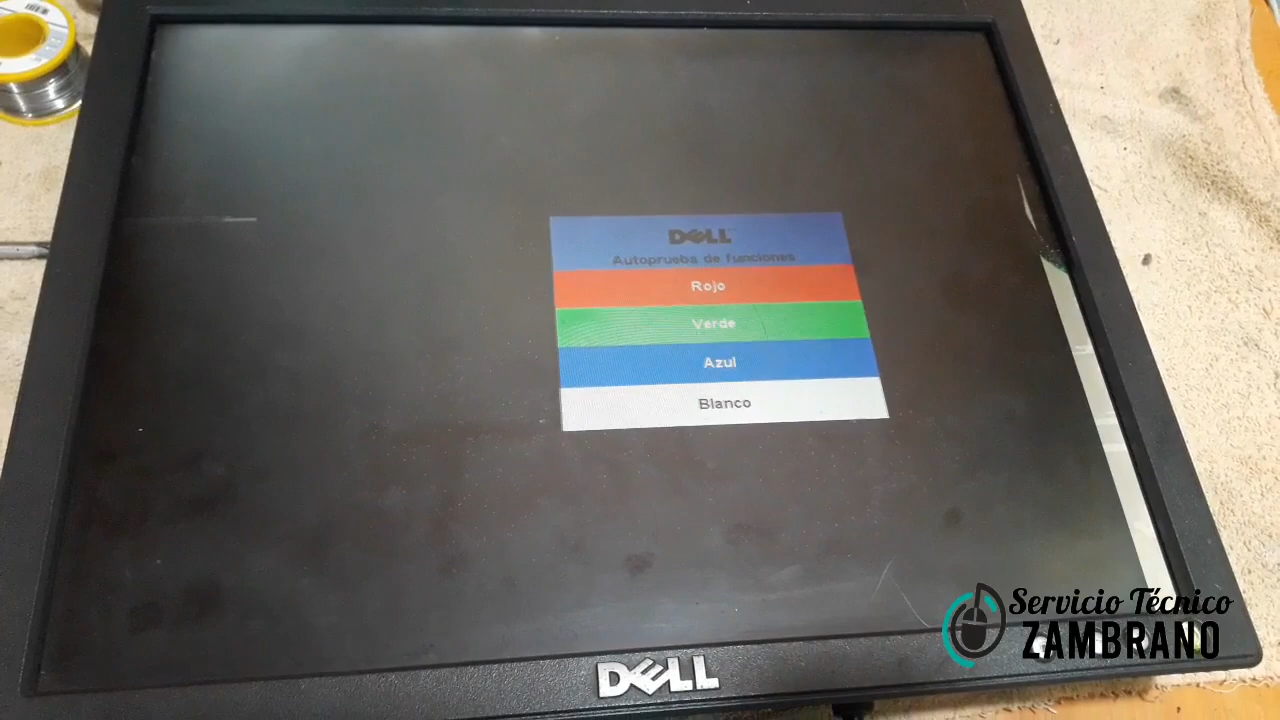 DELL
Autoprueba de funciones
Rojo
Verde
Azul
Blanco
DELL
Servicio Técnico
ZAMBRANO